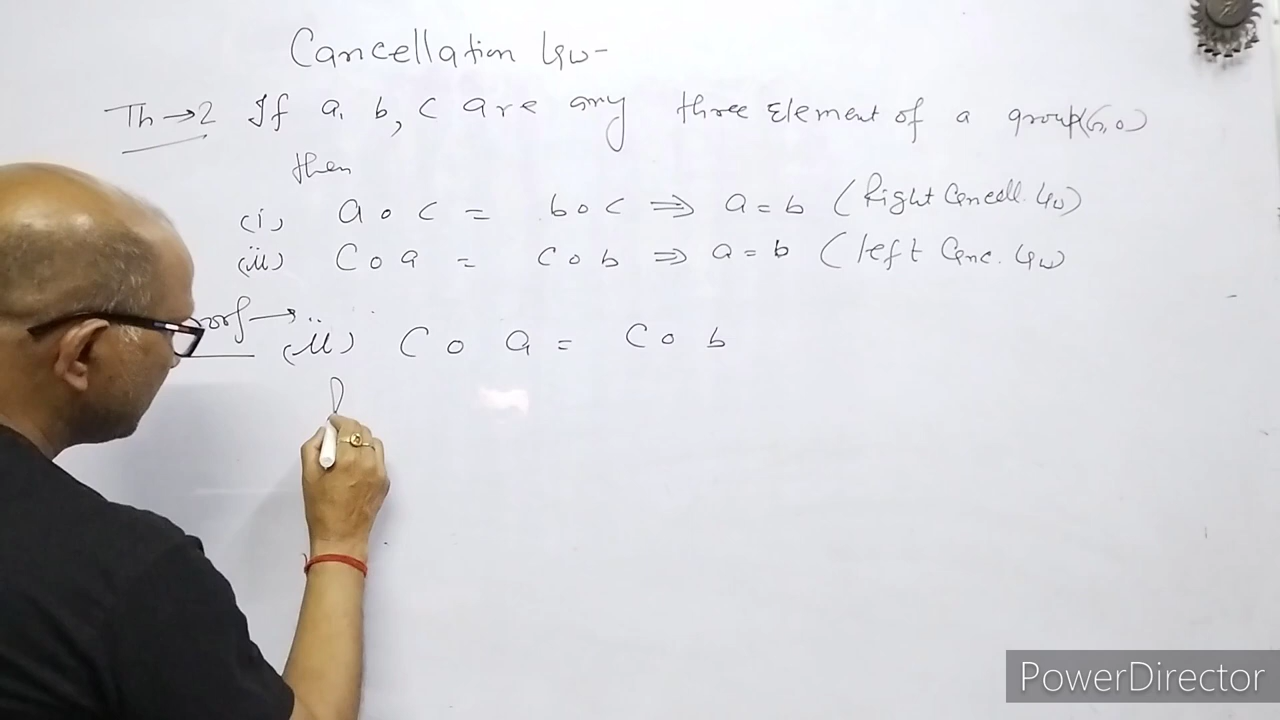 Cancellation law-
Th→2 If a, b, c are any three Element of a group(G,o)
then
(i) a o c = b o c ⇒ a = b (Right Cancell. law)
(ii) C o a = C o b ⇒ a = b (left Canc. law
oof→
(ii) C o a = C o b
PowerDirector